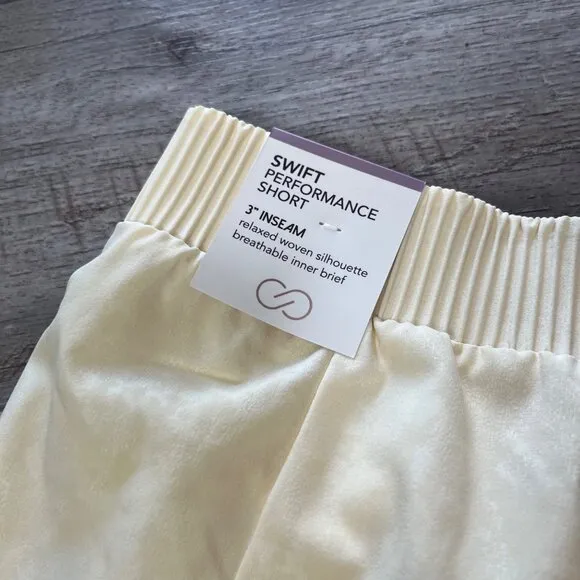 SWIFT
PERFORMANCE
SHORT
3" INSEAM
relaxed woven silhouette
breathable inner brief